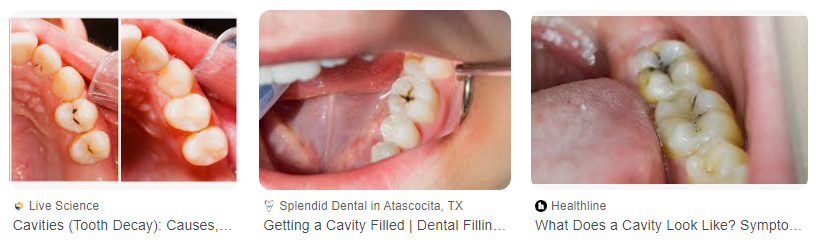 Live Science
Cavities (Tooth Decay): Causes,...
Splendid Dental in Atascocita, TX
Getting a Cavity Filled | Dental Fillin...
Healthline
What Does a Cavity Look Like? Sympto...